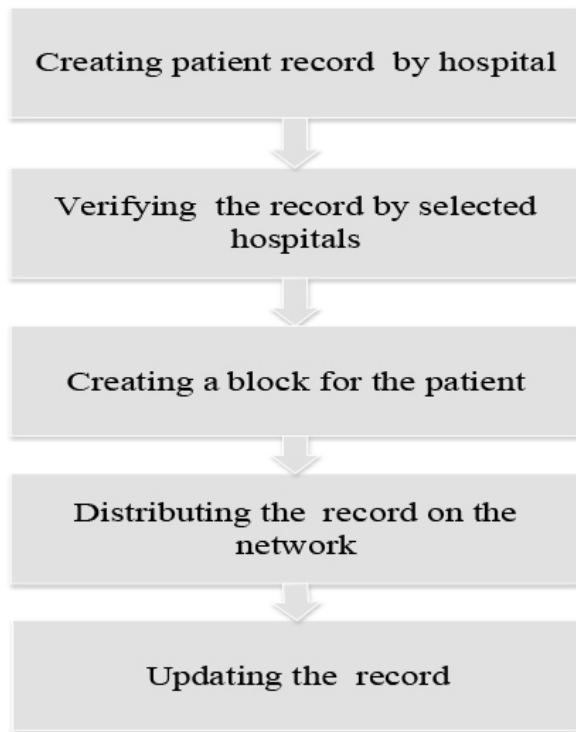 Creating patient record by hospital
Verifying the record by selected
hospitals
Creating a block for the patient
Distributing the record on the
network
Updating the record